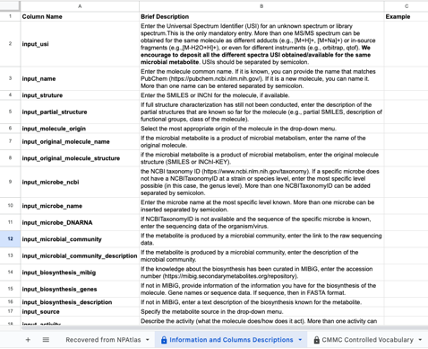 A B C
1 Column Name Brief Description Example
Enter the Universal Spectrum Identifier (USI) for an unknown spectrum or library
spectrum.This is the only mandatory entry. More than one MS/MS spectrum can be
obtained for the same molecule as different adducts (e.g., [M+H]+, [M+Na]+) or in-source
fragments (e.g.,[M-H2O+H]+), or even for different instruments (e.g., orbitrap, qtof). We
encourage to deposit all the different spectra USI obtained/available for the same
microbial metabolite. USIs should be separated by semicolon.
2 input_usi
Enter the molecule common name. If it is known, you can provide the name that matches
PubChem (https://pubchem.ncbi.nlm.nih.gov/). If it is a new molecule, you can name it.
More than one name can be entered separated by semicolon.
3 input_name
4 input_struture Enter the SMILES or INCHI for the molecule, if available.
If full structure characterization has still not been conducted, enter the description of the
partial structures that are known so far for the molecule (e.g., partial SMILES, description of
functional groups, class of the molecule).
5 input_partial_structure
6 input_molecule_origin Select the most appropriate origin of the molecule in the drop-down menu.
If the microbial metabolite is a product of microbial metabolism, enter the name of the
original molecule.
7 input_original_molecule_name
If the microbial metabolite is a product of microbial metabolism, enter the original molecule
structure (SMILES or INCHI-KEY).
8 input_original_molecule_structure
the NCBI taxonomy ID (https://www.ncbi.nlm.nih.gov/taxonomy). If a specific microbe does
not have a NCBITaxonomyID at a strain or species level, enter the most specific level
possible (in this case, the genus level). More than one NCBITaxonomyID can be added
separated by semicolon.
9 input_microbe_ncbi
Enter the microbe name at the most specific level known. More than one microbe can be
inserted separated by semicolon.
10 input_microbe_name
If NCBITaxonomyID is not available and the sequence of the specific microbe is known,
enter the sequencing data of the organism/virus.
11 input_microbe_DNARNA
If the metabolite is produced by a microbial community, enter the link to the raw sequencing
data.
12 input_microbial_community
If the metabolite is produced by a microbial community, enter the description of the
microbial community.
13 input_microbial_community_description
If the knowledge about the biosynthesis has been curated in MIBiG, enter the accession
number (https://mibig.secondarymetabolites.org/repository).
14 input_biosynthesis_mibig
If not in MIBiG, provide information of the information you have for the biosynthesis of the
molecule. Gene names or sequence data. If sequence, then in FASTA format.
15 input_biosynthesis_genes
16 input_biosynthesis_description If not in MIBiG, enter a text description of the biosynthesis known for the metabolite.
17 input_source Specify the metabolite source in the drop-down menu.
Describe the activity (what the molecule does/how does it act). More than one activity can
18 input_activity
+ Recovered from NPAtlas Information and Columns Descriptions CMMC Controlled Vocabulary